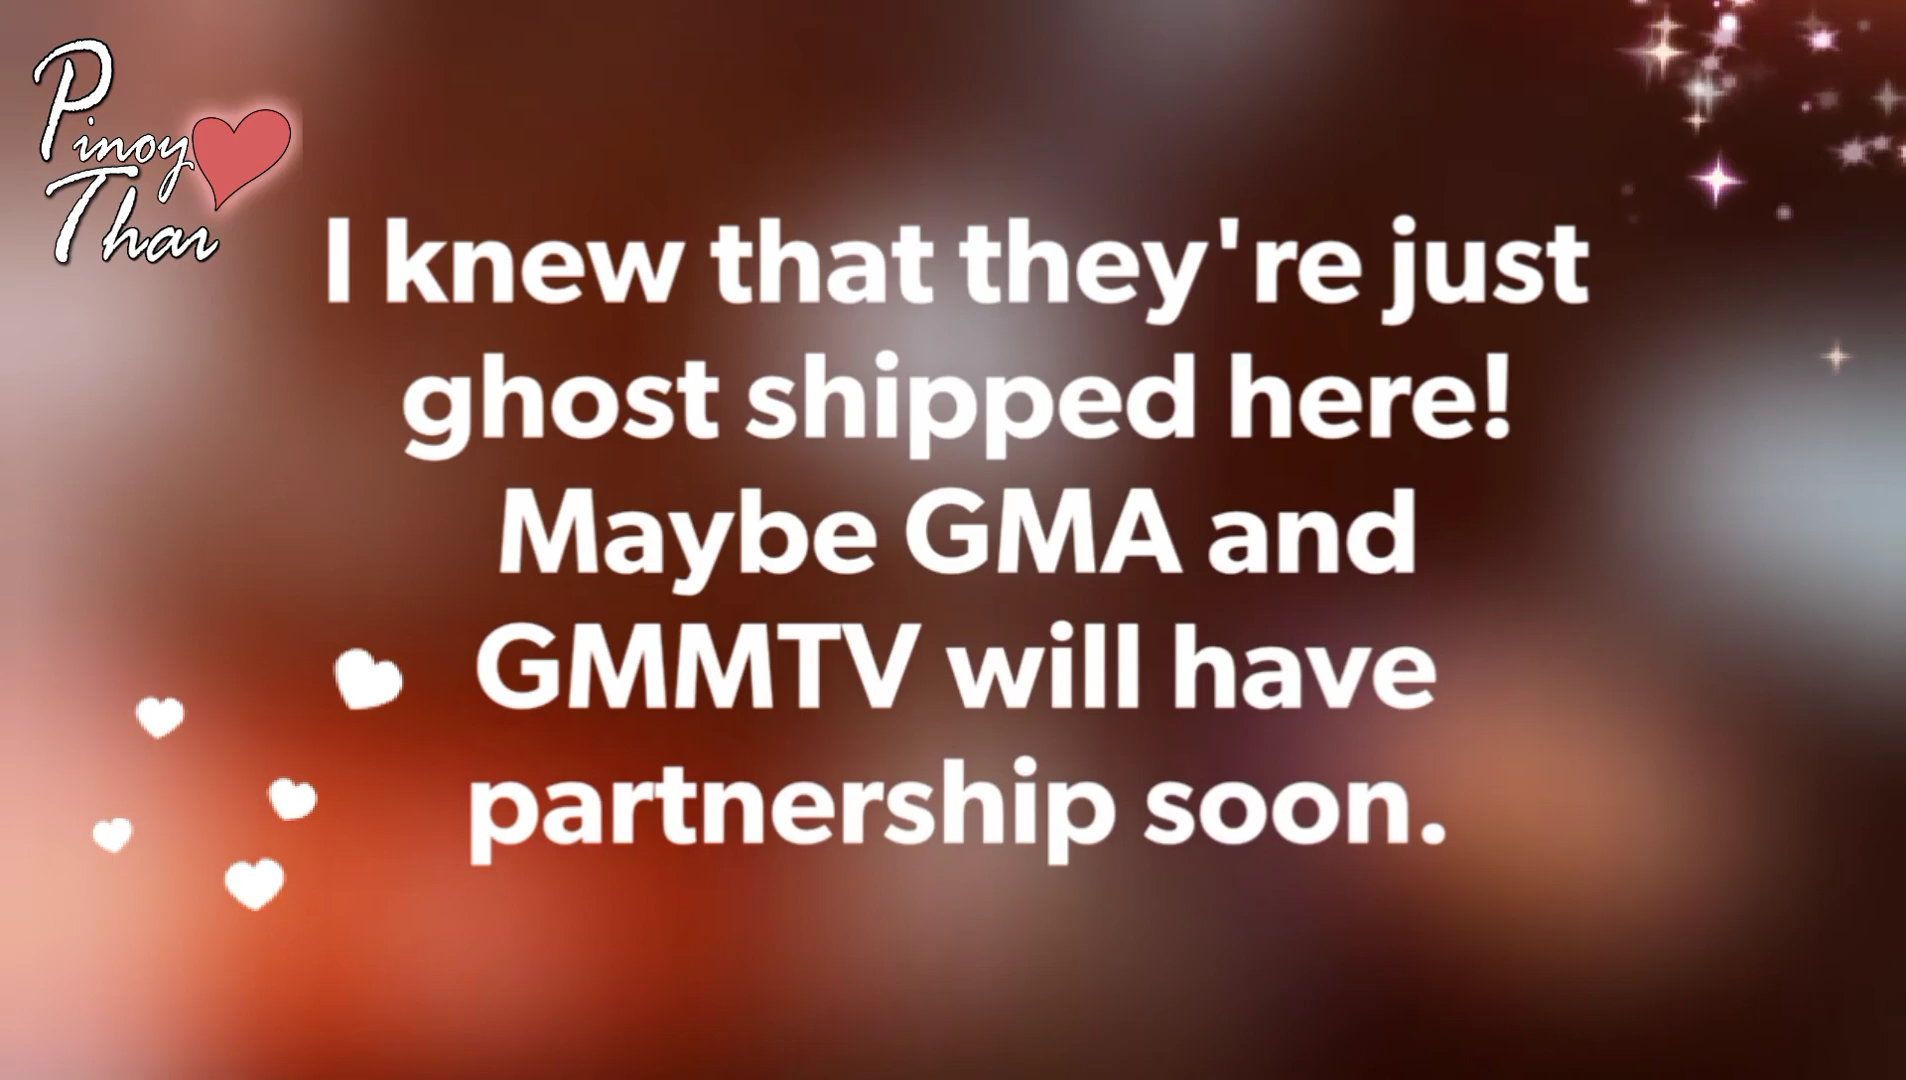 Pinoy
Thai
I knew that they're just
ghost shipped here!
Maybe GMA and
GMMTV will have
partnership soon.